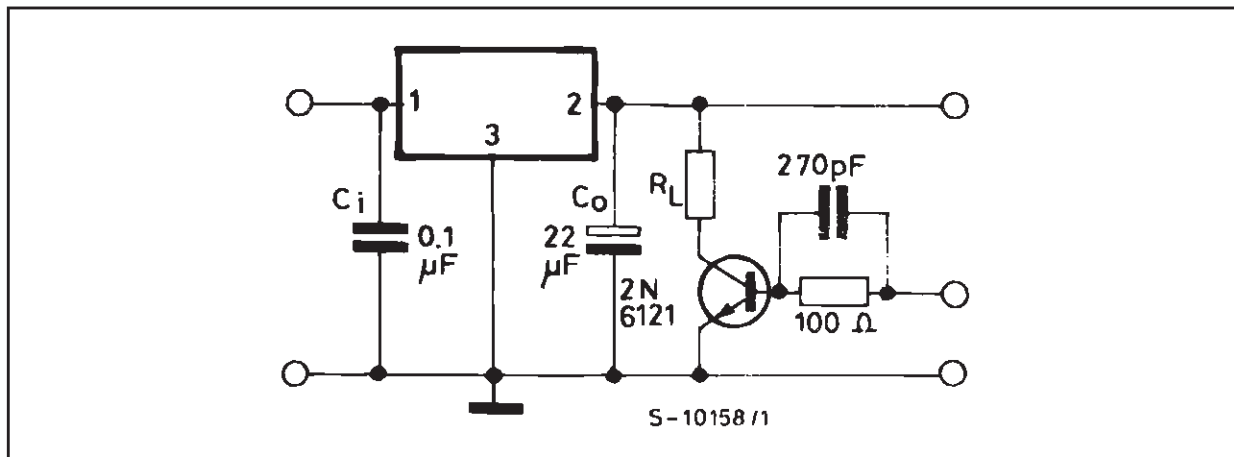 1
2
3
Ci
0.1
µF
Co
22
µF
2N
6121
RL
270pF
100 Ω
S-10158/1